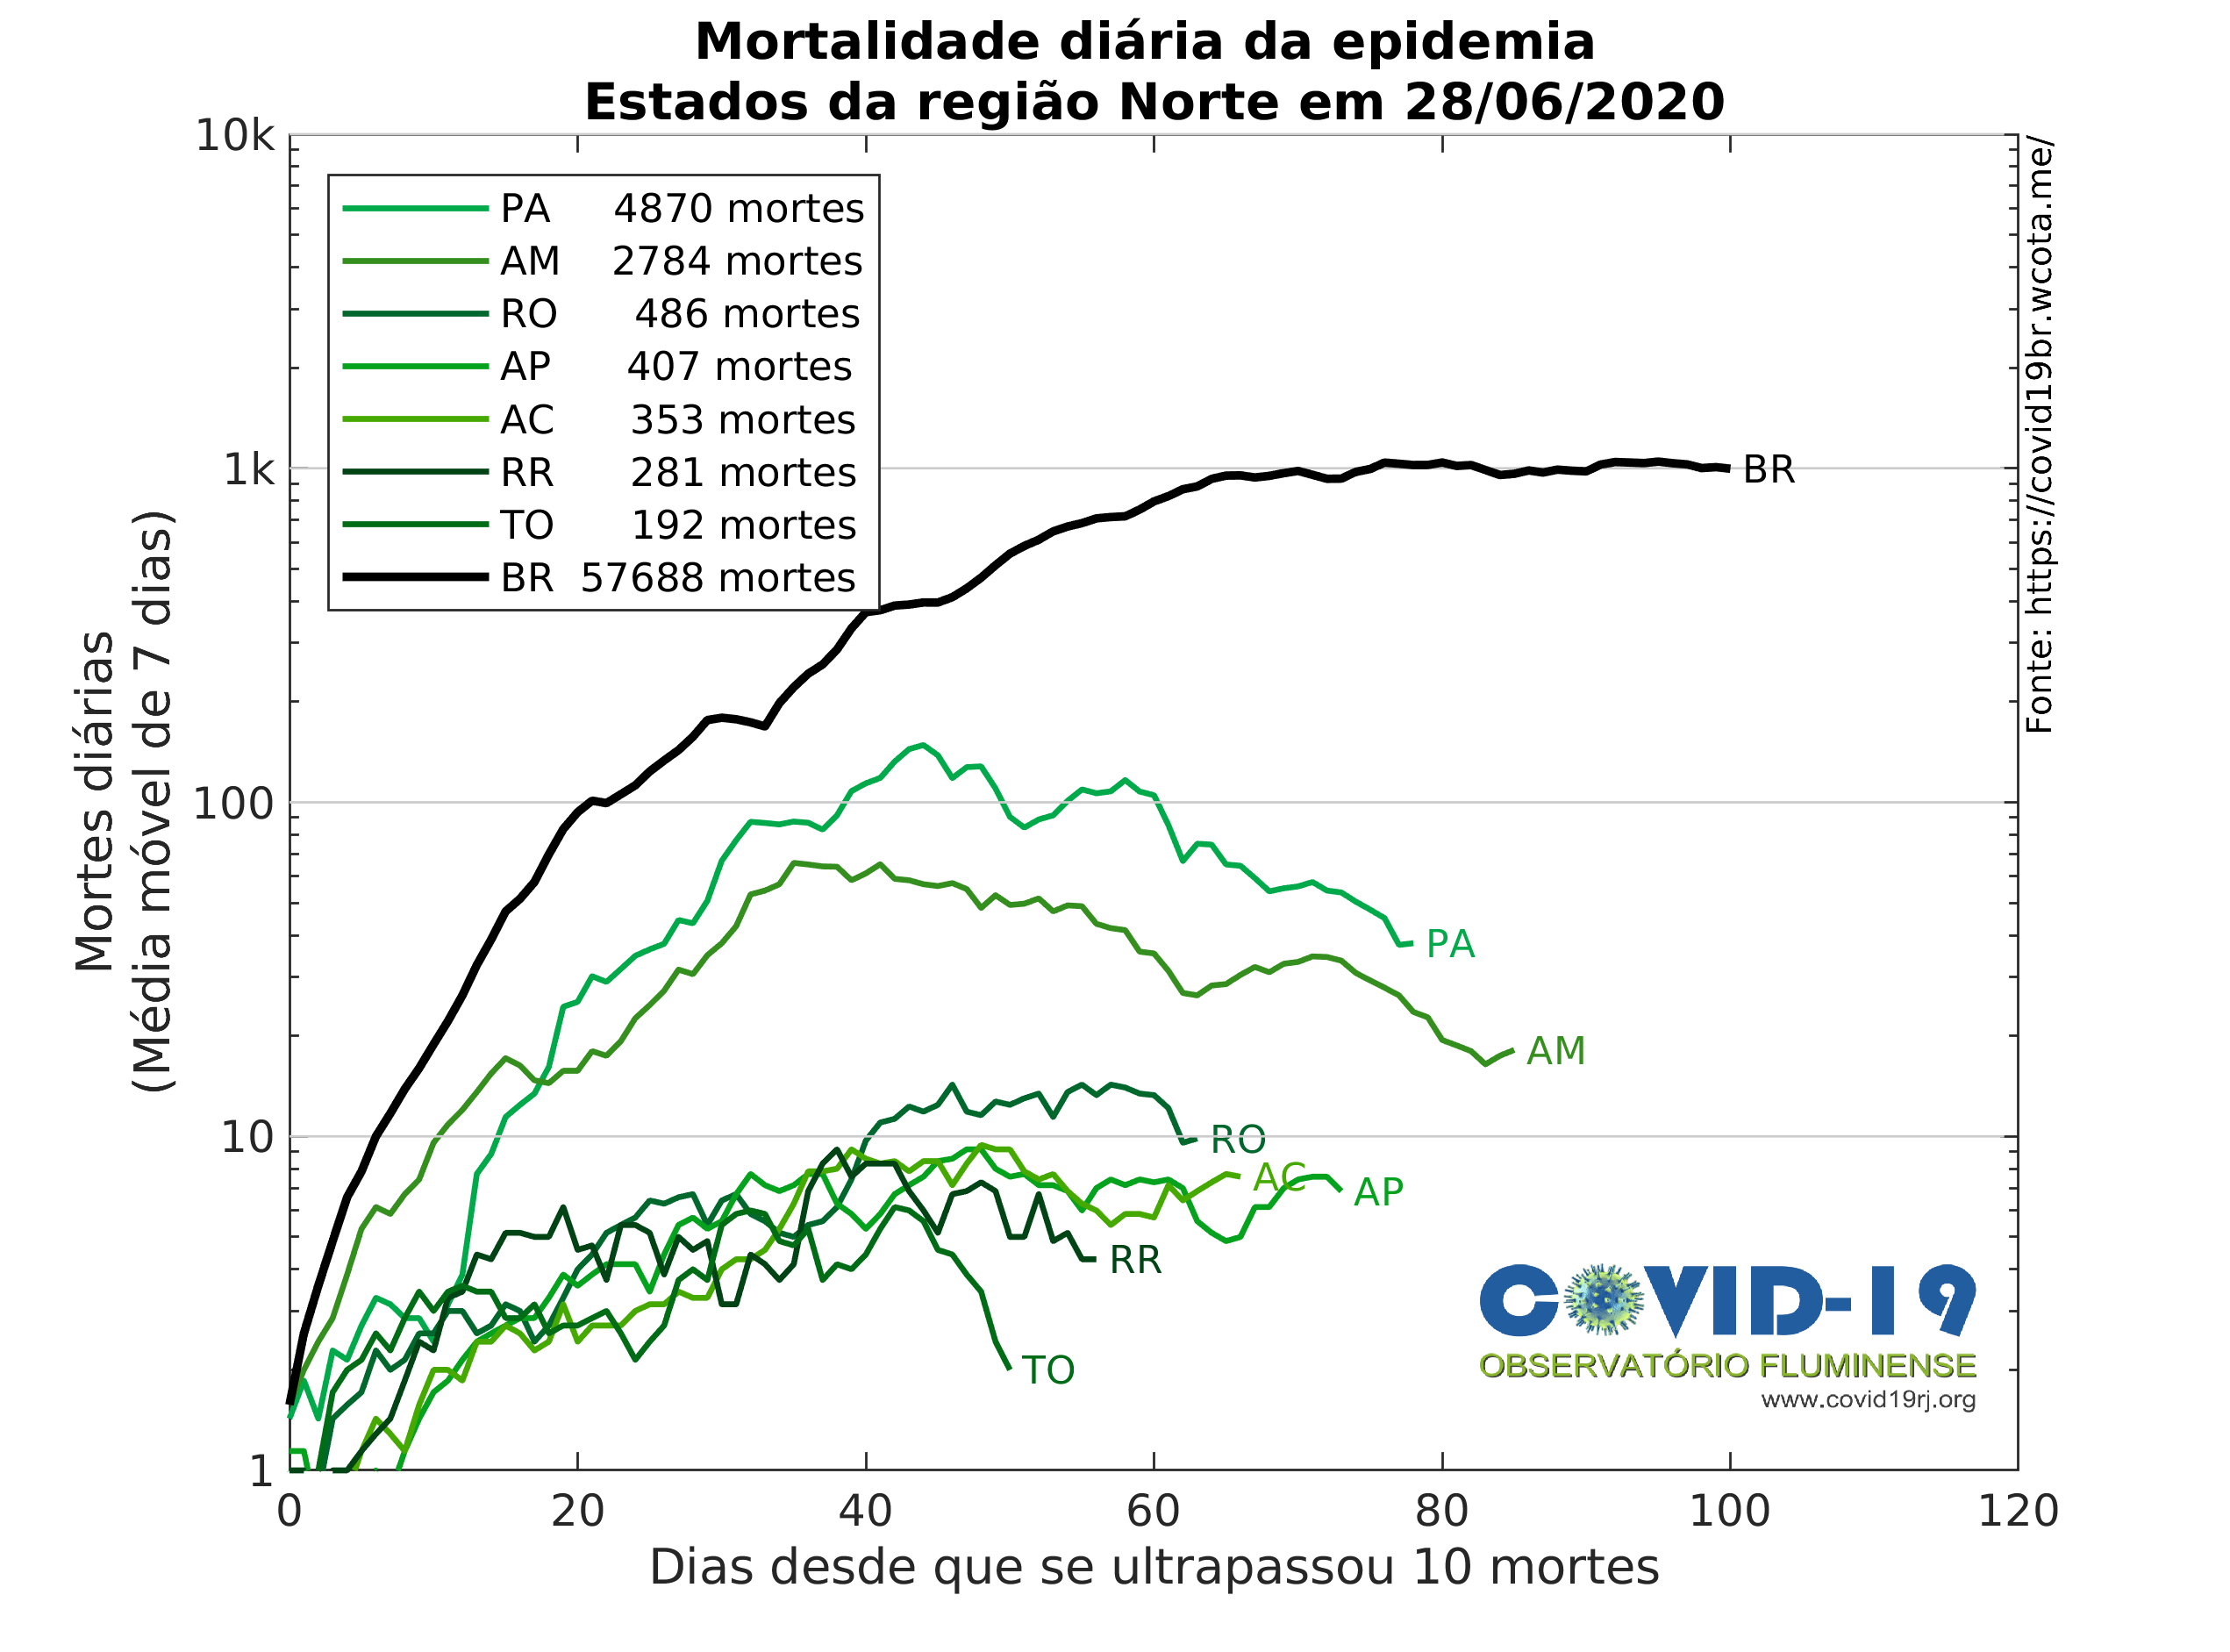 Mortalidade diária da epidemia
Estados da região Norte em 28/06/2020
10k
1k
100
10
1
Mortes diárias
(Média móvel de 7 dias)
PA 4870 mortes
AM 2784 mortes
RO 486 mortes
AP 407 mortes
AC 353 mortes
RR 281 mortes
TO 192 mortes
BR 57688 mortes
BR
PA
AM
RO
AC
AP
RR
TO
Fonte: https://covid19br.wcota.me/
COVID-19
OBSERVATÓRIO FLUMINENSE
www.covid19rj.org
0 20 40 60 80 100 120
Dias desde que se ultrapassou 10 mortes